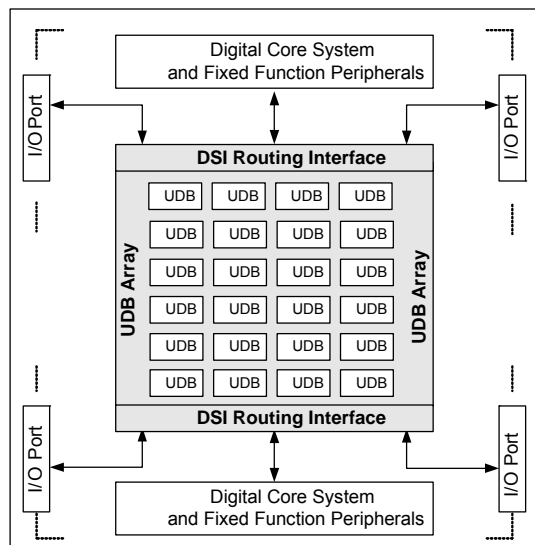 Digital Core System
and Fixed Function Peripherals
I/O Port
I/O Port
DSI Routing Interface
UDB Array
UDB Array
UDB UDB UDB UDB
UDB UDB UDB UDB
UDB UDB UDB UDB
UDB UDB UDB UDB
UDB UDB UDB UDB
UDB UDB UDB UDB
DSI Routing Interface
I/O Port
I/O Port
Digital Core System
and Fixed Function Peripherals